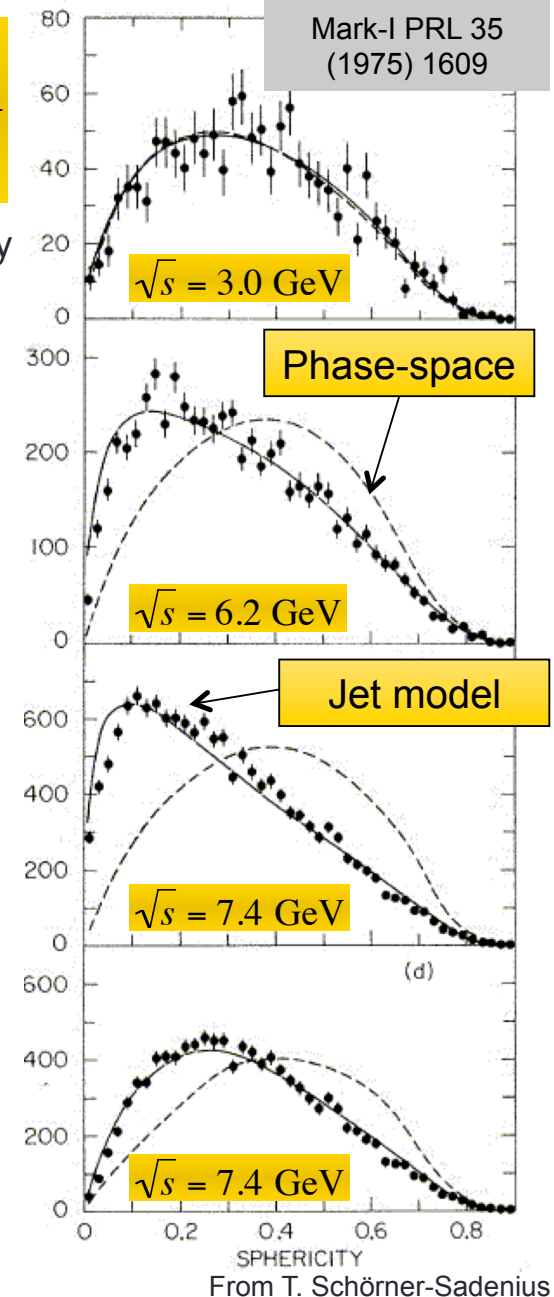 Mark-I PRL 35
(1975) 1609
80
60
40
20
0
y
√s = 3.0 GeV
300
200
100
0
Phase-space
√s = 6.2 GeV
600
400
200
0
Jet model
√s = 7.4 GeV
(d)
600
400
200
0
√s = 7.4 GeV
0 0.2 0.4 0.6 0.8
SPHERICITY
From T. Schörner-Sadenius